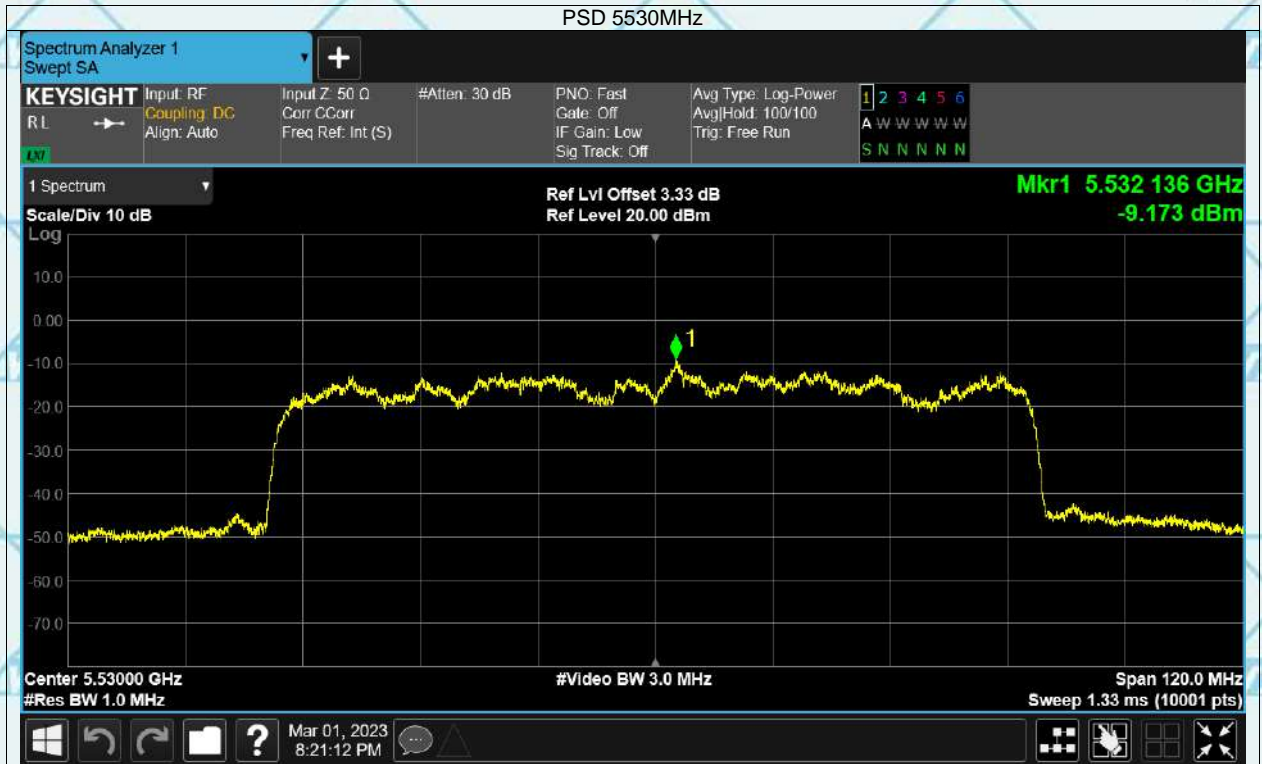 PSD 5530MHz
Spectrum Analyzer 1
Swept SA
+
KEYSIGHT Input: RF Input Z: 50 Ω #Atten: 30 dB PNO: Fast Avg Type: Log-Power 1 2 3 4 5 6
RL Coupling: DC Corr CCorr Gate: Off Avg|Hold: 100/100 A W W W W W
Align: Auto Freq Ref: Int (S) IF Gain: Low Trig: Free Run
LXI Sig Track: Off S N N N N N
1 Spectrum Ref Lvl Offset 3.33 dB Mkr1 5.532 136 GHz
Scale/Div 10 dB Ref Level 20.00 dBm -9.173 dBm
Log
10.0
0.00
1
-10.0
-20.0
-30.0
-40.0
-50.0
-60.0
-70.0
Center 5.53000 GHz #Video BW 3.0 MHz Span 120.0 MHz
#Res BW 1.0 MHz Sweep 1.33 ms (10001 pts)
? Mar 01, 2023
8:21:12 PM